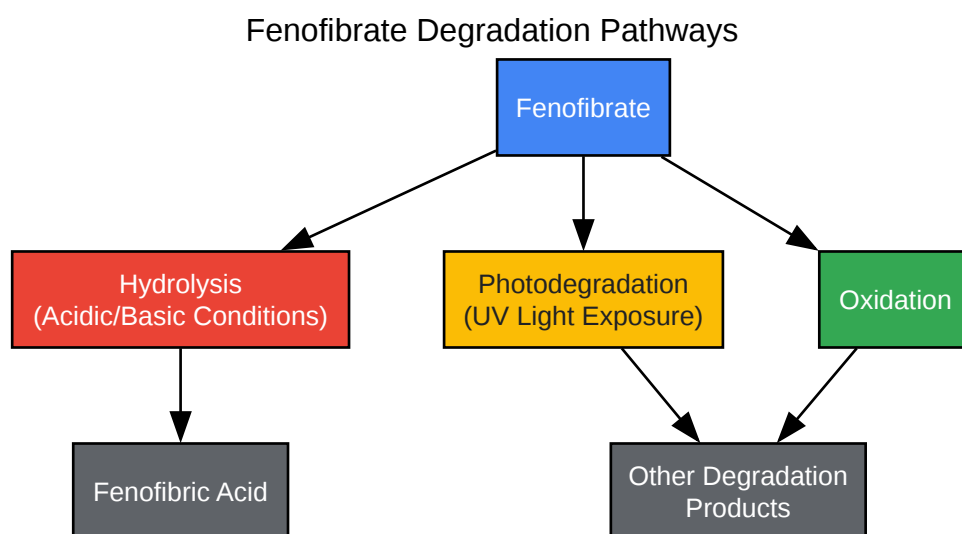 Fenofibrate Degradation Pathways
Fenofibrate
Hydrolysis
(Acidic/Basic Conditions)
Photodegradation
(UV Light Exposure)
Oxidation
Fenofibric Acid
Other Degradation
Products